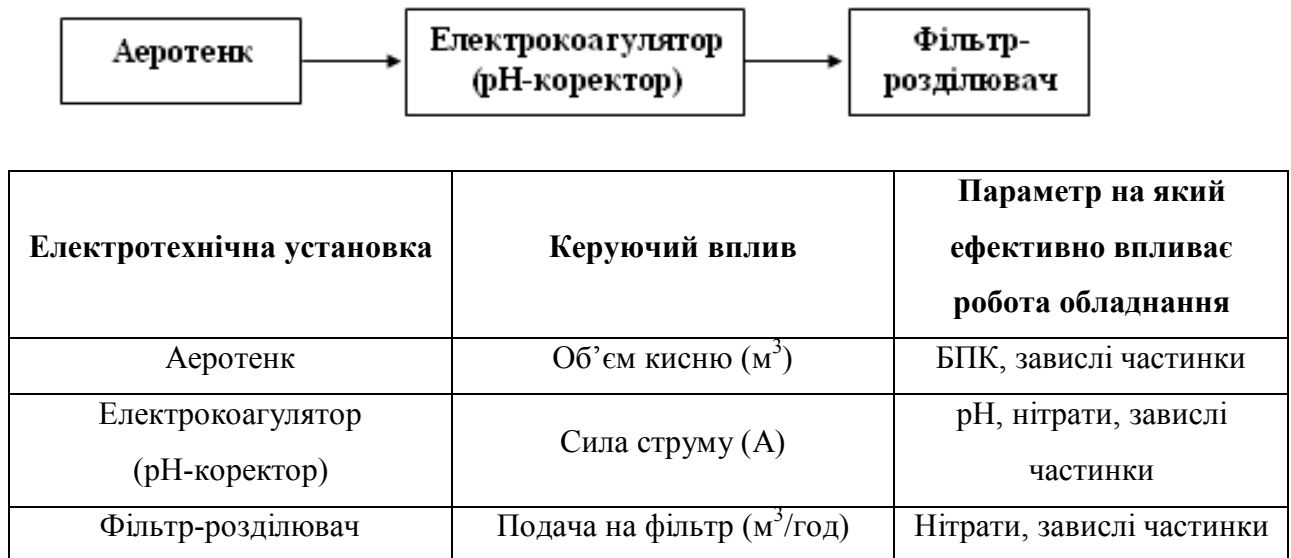 Аеротенк
Електрокоагулятор
(рН-коректор)
Фільтр-
розділювач
Електротехнічна установка
Керуючий вплив
Параметр на який
ефективно впливає
робота обладнання
Аеротенк
Об’єм кисню (м³)
БПК, завислі частинки
Електрокоагулятор
(рН-коректор)
Сила струму (А)
рН, нітрати, завислі
частинки
Фільтр-розділювач
Подача на фільтр (м³/год)
Нітрати, завислі частинки